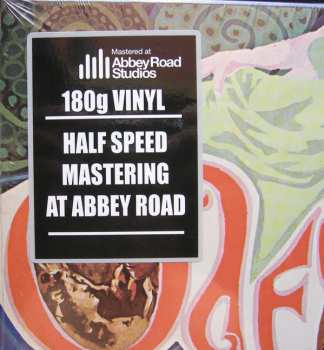 Mastered at
Abbey Road
Studios
180g VINYL
HALF SPEED
MASTERING
AT ABBEY ROAD